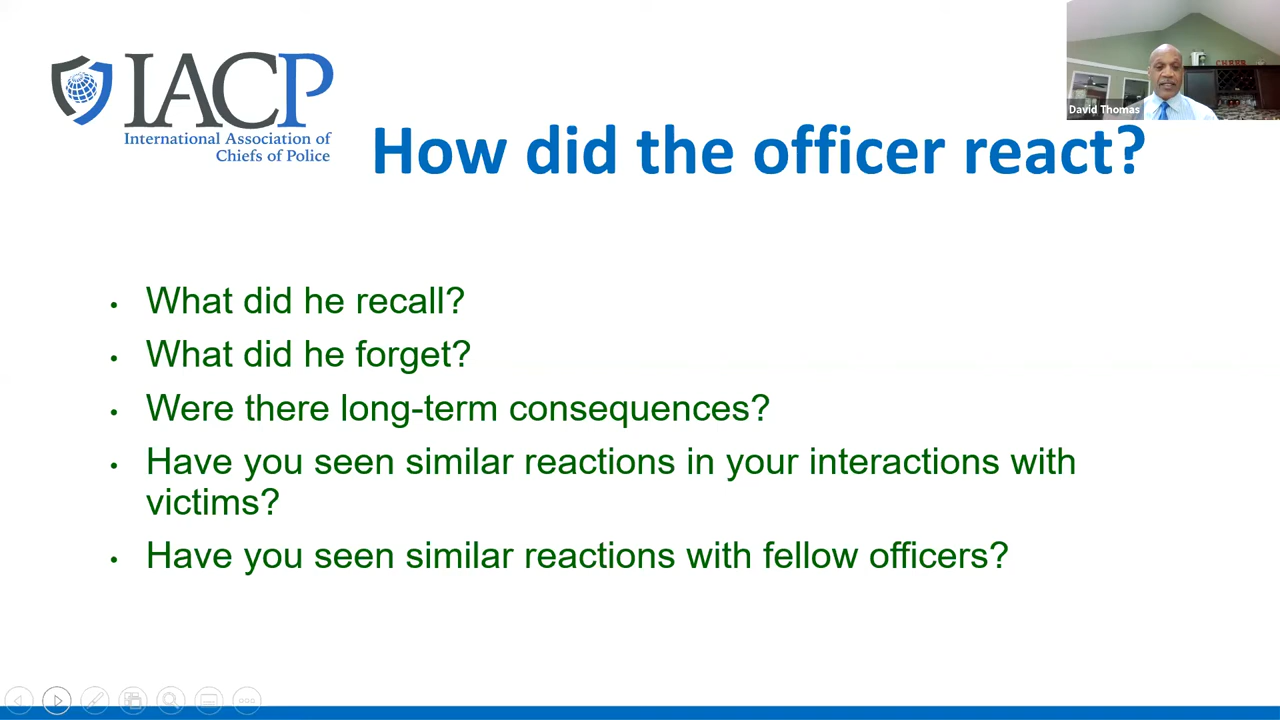 IACP
International Association of
Chiefs of Police
David Thomas
How did the officer react?
• What did he recall?
• What did he forget?
• Were there long-term consequences?
• Have you seen similar reactions in your interactions with
victims?
• Have you seen similar reactions with fellow officers?